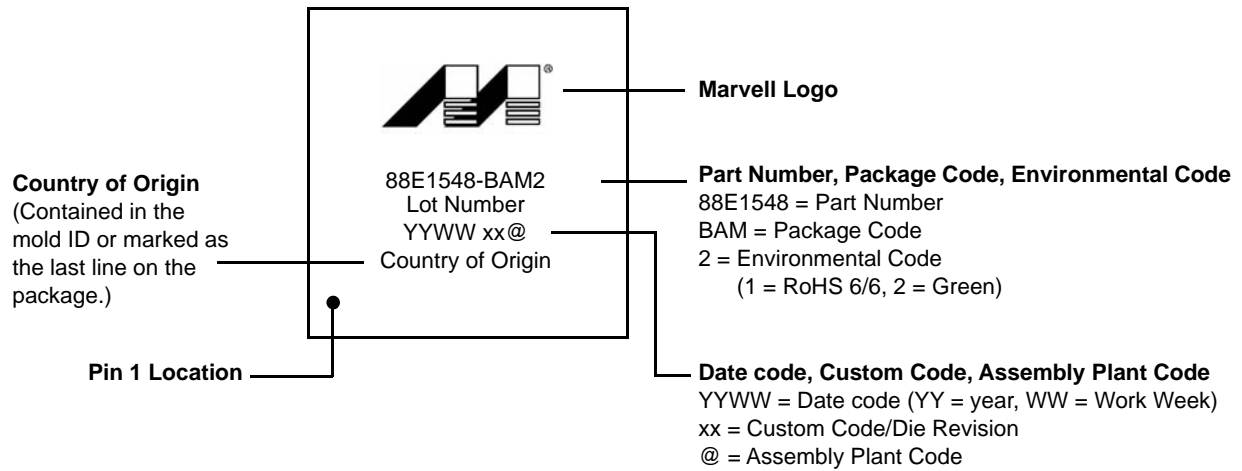 ®
Marvell Logo
88E1548-BAM2
Lot Number
YYWW xx@
Country of Origin
Country of Origin
(Contained in the
mold ID or marked as
the last line on the
package.)
Pin 1 Location
Part Number, Package Code, Environmental Code
88E1548 = Part Number
BAM = Package Code
2 = Environmental Code
(1 = RoHS 6/6, 2 = Green)
Date code, Custom Code, Assembly Plant Code
YYWW = Date code (YY = year, WW = Work Week)
xx = Custom Code/Die Revision
@ = Assembly Plant Code